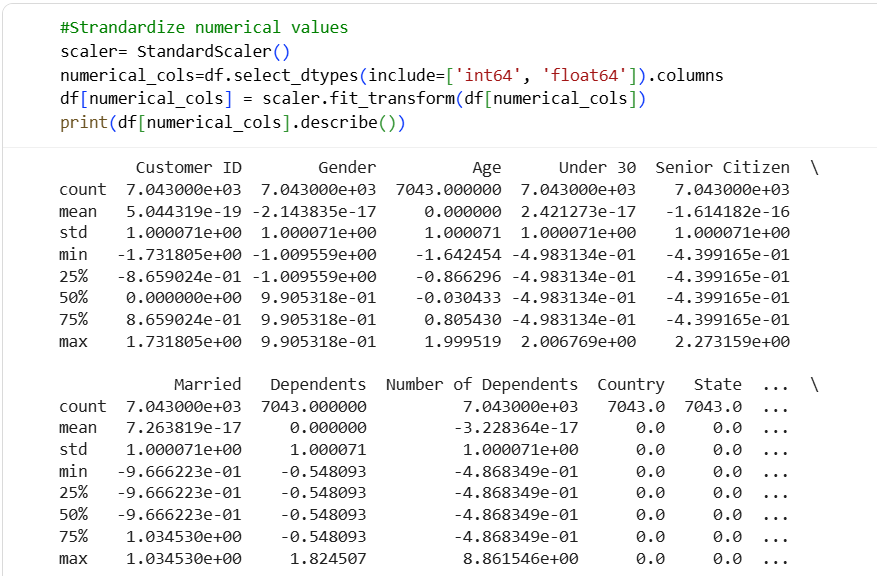 #Strandardize numerical values
scaler= StandardScaler()
numerical_cols=df.select_dtypes(include=['int64', 'float64']).columns
df[numerical_cols] = scaler.fit_transform(df[numerical_cols])
print(df[numerical_cols].describe())
Customer ID Gender Age Under 30 Senior Citizen \
count 7.043000e+03 7.043000e+03 7043.000000 7.043000e+03 7.043000e+03
mean 5.044319e-19 -2.143835e-17 0.000000 2.421273e-17 -1.614182e-16
std 1.000071e+00 1.000071e+00 1.000071 1.000071e+00 1.000071e+00
min -1.731805e+00 -1.009559e+00 -1.642454 -4.983134e-01 -4.399165e-01
25% -8.659024e-01 -1.009559e+00 -0.866296 -4.983134e-01 -4.399165e-01
50% 0.000000e+00 9.905318e-01 -0.030433 -4.983134e-01 -4.399165e-01
75% 8.659024e-01 9.905318e-01 0.805430 -4.983134e-01 -4.399165e-01
max 1.731805e+00 9.905318e-01 1.999519 2.006769e+00 2.273159e+00
Married Dependents Number of Dependents Country State ... \
count 7.043000e+03 7043.000000 7.043000e+03 7043.0 7043.0 ...
mean 7.263819e-17 0.000000 -3.228364e-17 0.0 0.0 ...
std 1.000071e+00 1.000071 1.000071e+00 0.0 0.0 ...
min -9.666223e-01 -0.548093 -4.868349e-01 0.0 0.0 ...
25% -9.666223e-01 -0.548093 -4.868349e-01 0.0 0.0 ...
50% -9.666223e-01 -0.548093 -4.868349e-01 0.0 0.0 ...
75% 1.034530e+00 -0.548093 -4.868349e-01 0.0 0.0 ...
max 1.034530e+00 1.824507 8.861546e+00 0.0 0.0 ...